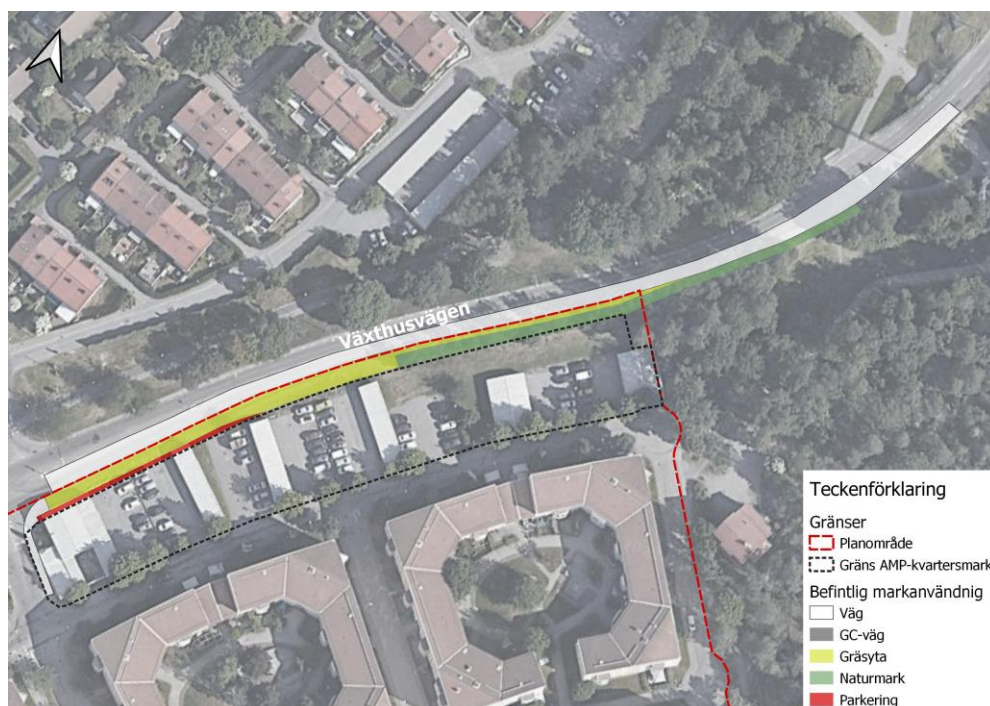 Växthusvägen
Teckenförklaring
Gränser
Planområde
Gräns AMP-kvartersmark
Befintlig markanvändnig
Väg
GC-väg
Gräsyta
Naturmark
Parkering